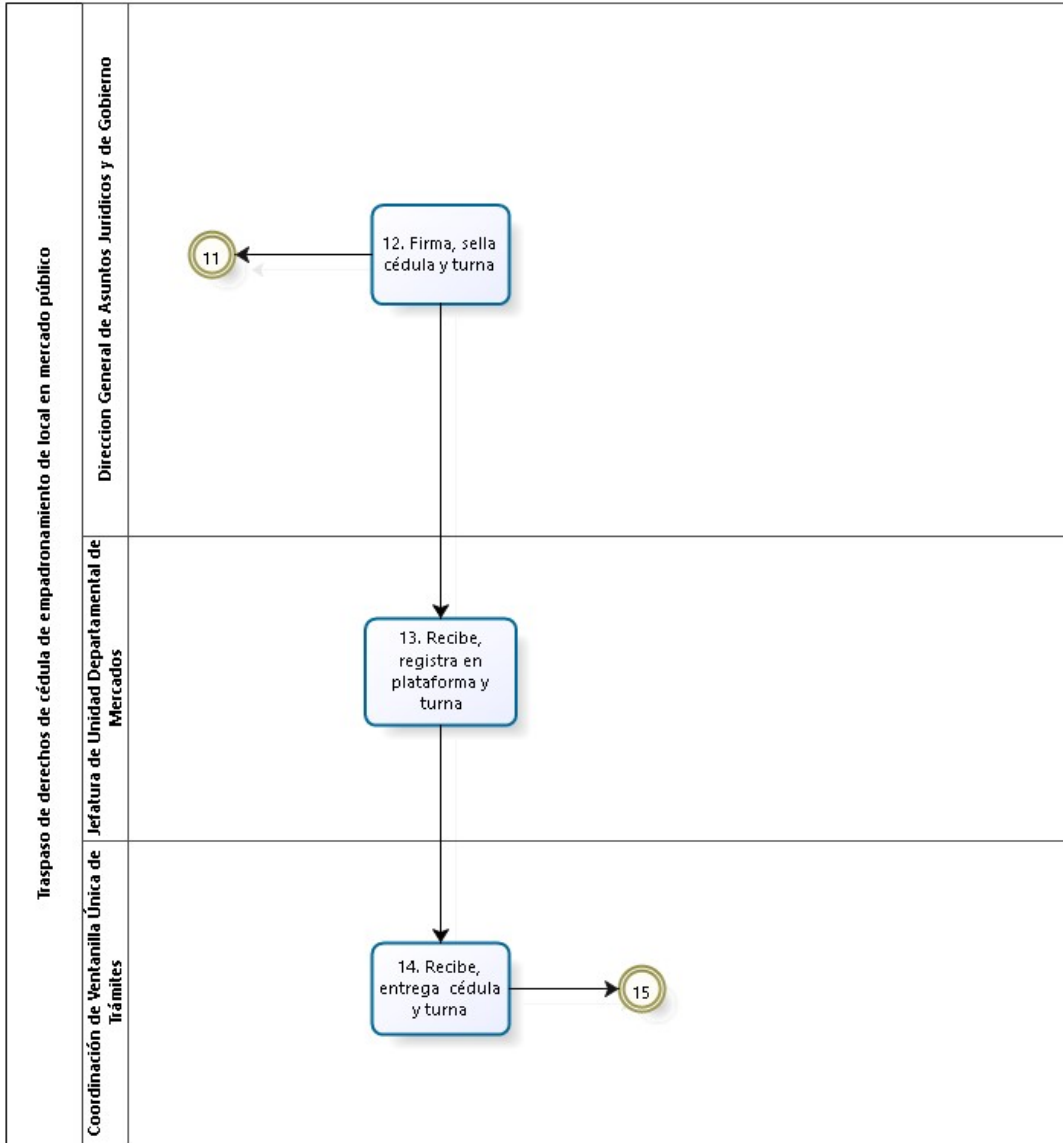 Traspaso de derechos de cédula de empadronamiento de local en mercado público
Direccion General de Asuntos Jurídicos y de Gobierno
11
12. Firma, sella
cédula y turna
Jefatura de Unidad Departamental de
Mercados
13. Recibe,
registra en
plataforma y
turna
Coordinación de Ventanilla Única de
Trámites
14. Recibe,
entrega cédula
y turna
15